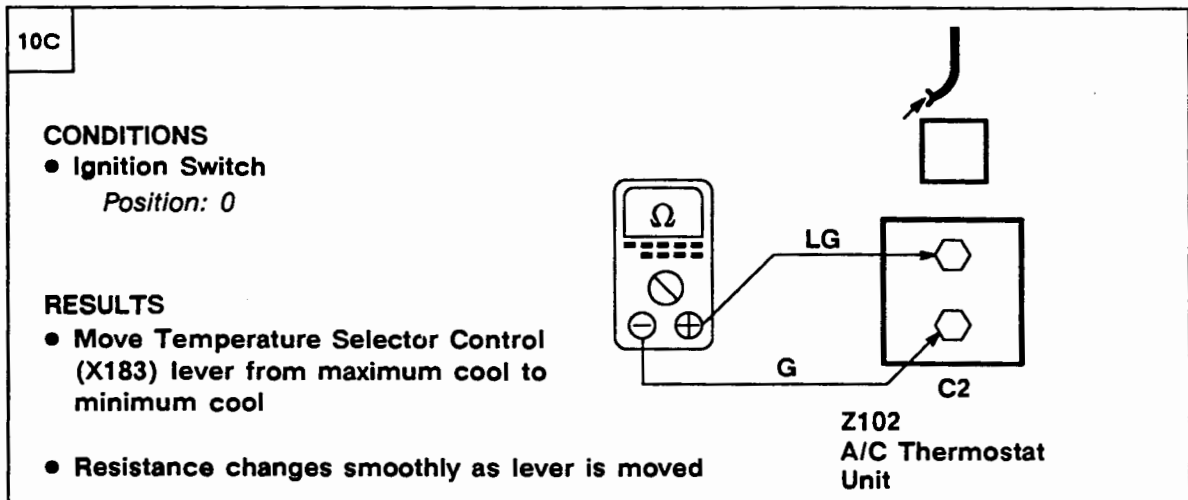 10C
CONDITIONS
● Ignition Switch
Position: 0
RESULTS
● Move Temperature Selector Control
(X183) lever from maximum cool to
minimum cool
● Resistance changes smoothly as lever is moved
Ω
LG
G
C2
Z102
A/C Thermostat
Unit